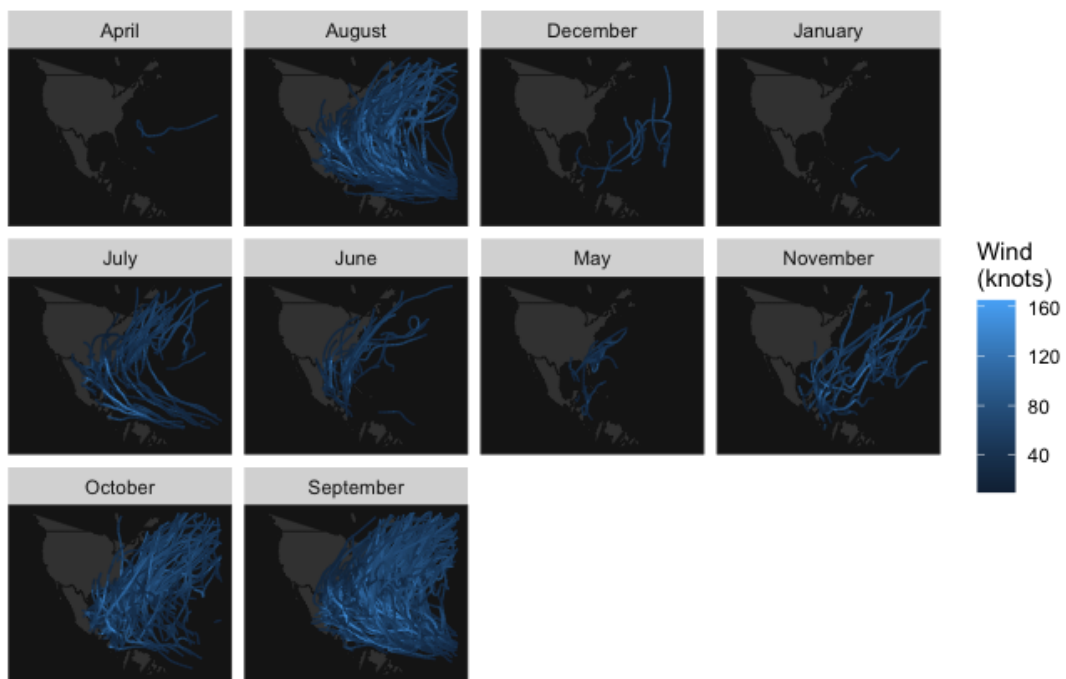 April
August
December
January
July
June
May
November
October
September
Wind
(knots)
160
120
80
40